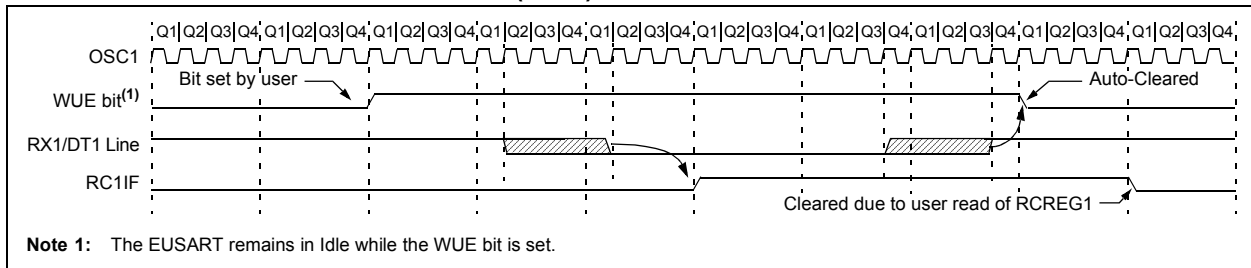 Q1 Q2 Q3 Q4 Q1 Q2 Q3 Q4 Q1 Q2 Q3 Q4 Q1 Q2 Q3 Q4 Q1 Q2 Q3 Q4 Q1 Q2 Q3 Q4 Q1 Q2 Q3 Q4 Q1 Q2 Q3 Q4 Q1 Q2 Q3 Q4 Q1 Q2 Q3 Q4
OSC1
Bit set by user
Auto-Cleared
WUE bit(1)
RX1/DT1 Line
RC1IF
Cleared due to user read of RCREG1
Note 1: The EUSART remains in Idle while the WUE bit is set.